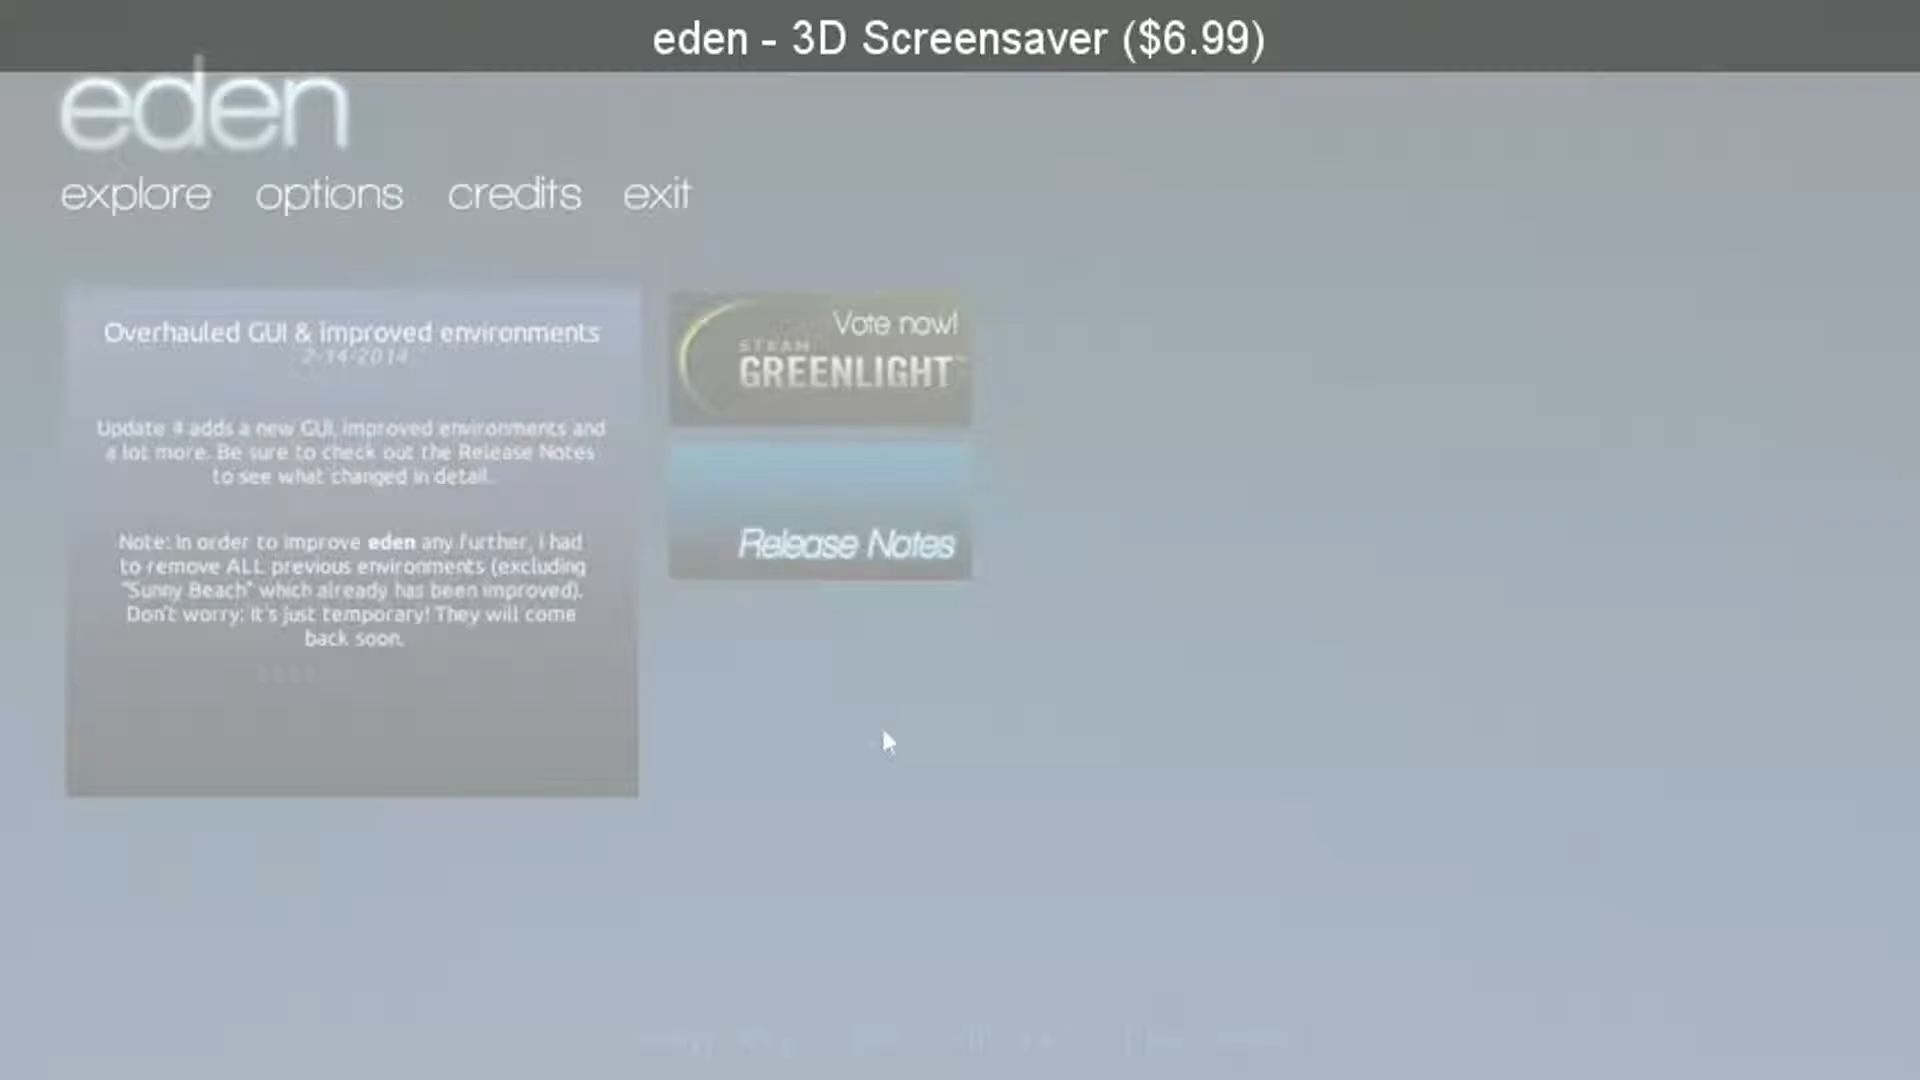 eden - 3D Screensaver ($6.99)
eden
explore options credits exit
Overhauled GUI & improved environments
2-14-2014
Update 4 adds a new GUI, improved environments and
a lot more. Be sure to check out the Release Notes
to see what changed in detail.
Note: In order to improve eden any further, I had
to remove ALL previous environments (excluding
"Sunny Beach" which already has been improved).
Don't worry: It's just temporary! They will come
back soon.
Vote now!
STEAM
GREENLIGHT™
Release Notes